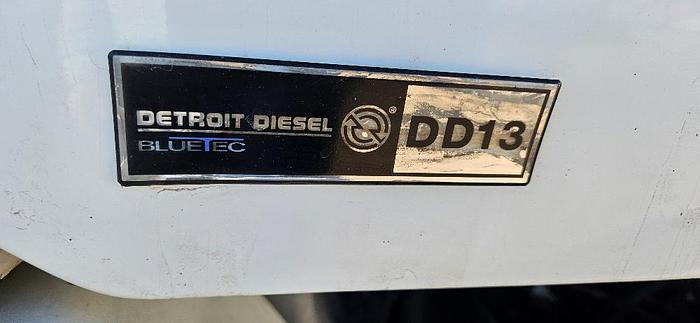 DETROIT DIESEL ® DD13
BLUETEC